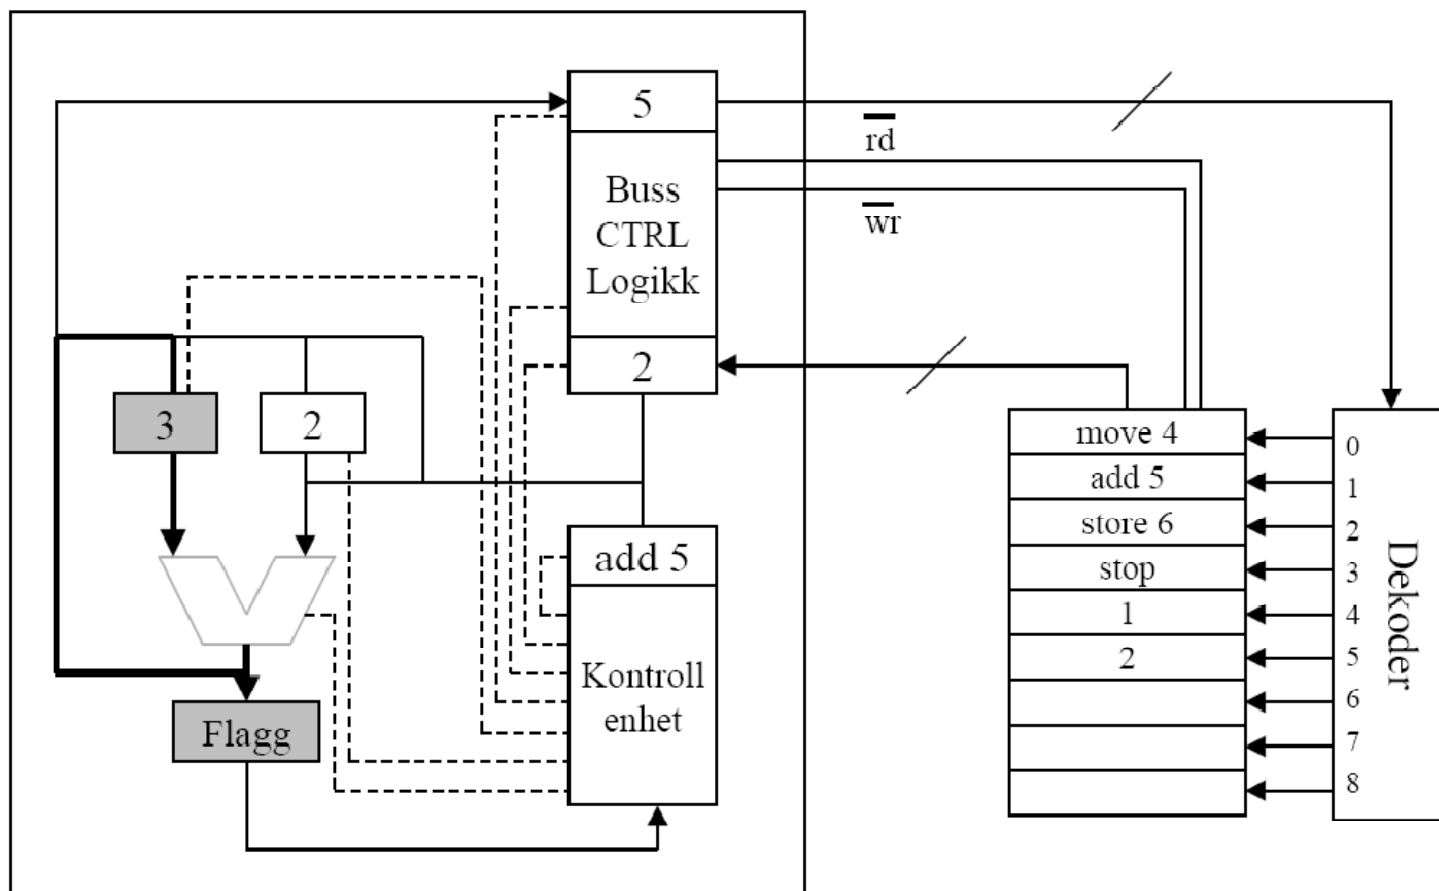 5
rd
Buss
CTRL
Logikk
wr
2
3
2
add 5
Kontroll
enhet
Flagg
move 4
add 5
store 6
stop
1
2
0
1
2
3
4
5
6
7
8
Dekoder